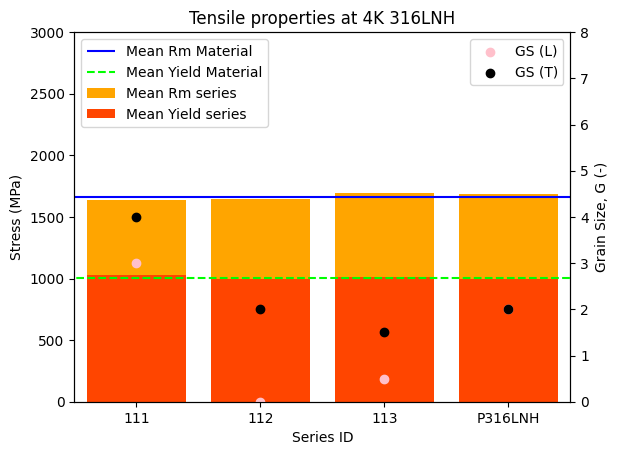 Tensile properties at 4K 316LNH
3000
2500
2000
1500
1000
500
0
Stress (MPa)
Mean Rm Material
Mean Yield Material
Mean Rm series
Mean Yield series
GS (L)
GS (T)
8
7
6
5
4
3
2
1
0
Grain Size, G (-)
111 112 113 P316LNH
Series ID